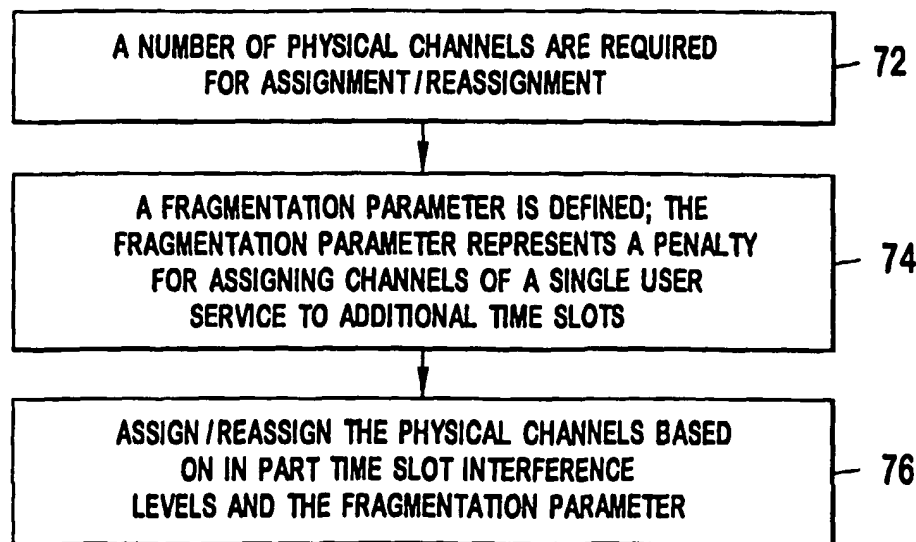 A NUMBER OF PHYSICAL CHANNELS ARE REQUIRED
FOR ASSIGNMENT/REASSIGNMENT
72
A FRAGMENTATION PARAMETER IS DEFINED; THE
FRAGMENTATION PARAMETER REPRESENTS A PENALTY
FOR ASSIGNING CHANNELS OF A SINGLE USER
SERVICE TO ADDITIONAL TIME SLOTS
74
ASSIGN/REASSIGN THE PHYSICAL CHANNELS BASED
ON IN PART TIME SLOT INTERFERENCE
LEVELS AND THE FRAGMENTATION PARAMETER
76